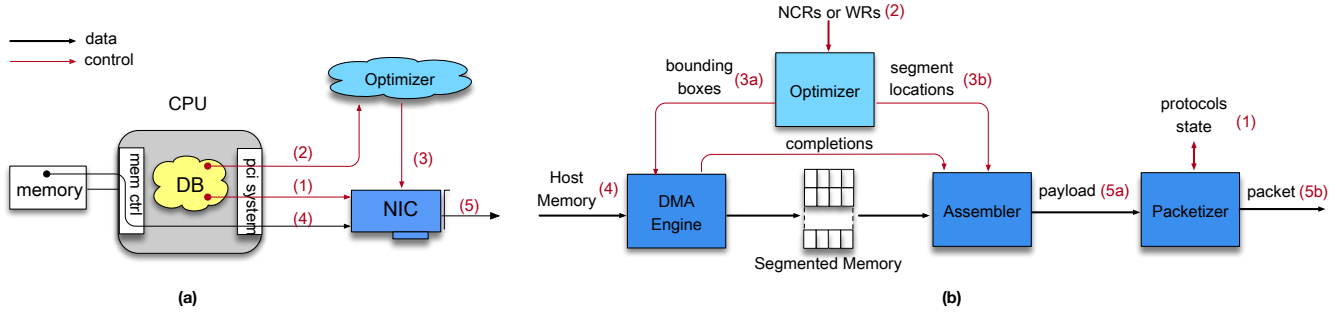 data
control
CPU
memory
mem ctrl
DB
pci system
Optimizer
(2)
(1)
(4)
(3)
NIC
(5)
(a)
NCRs or WRs (2)
bounding
boxes
(3a)
Optimizer
segment
locations
(3b)
completions
protocols
state
(1)
Host
Memory
(4)
DMA
Engine
Segmented Memory
Assembler
payload (5a)
Packetizer
packet (5b)
(b)